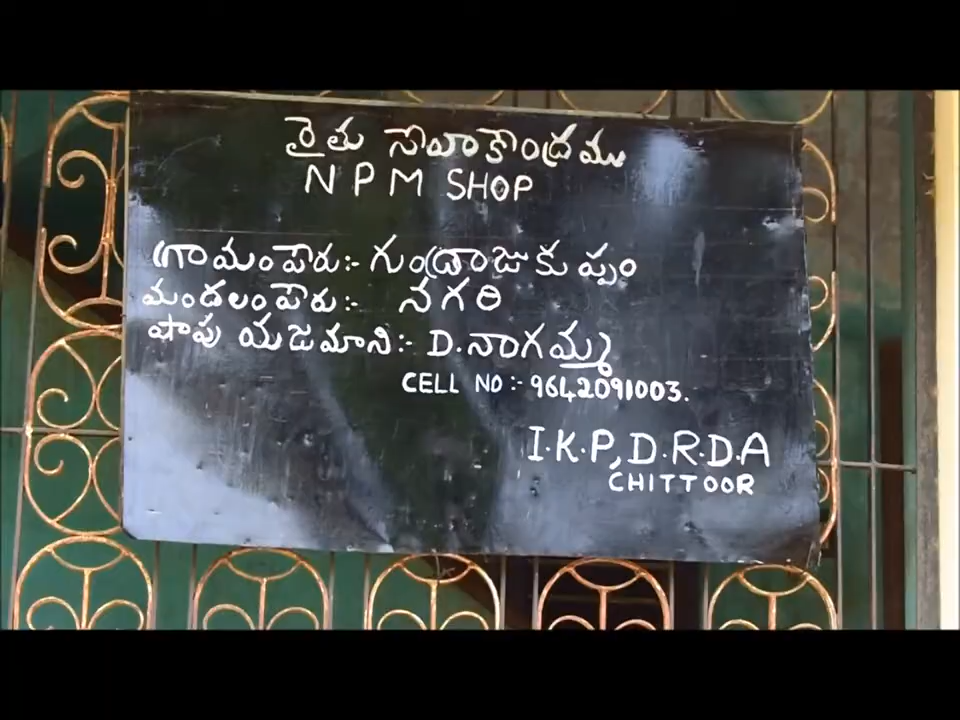 రైతు సేవాకేంద్రము
NPM SHOP
గ్రామంపేరు:- గుండ్రాజుకుప్పం
మండలంపేరు:- నగరి
షాపు యజమాని:- D.నాగమ్మ
CELL NO:- 9642091003.
I.K.P, D.R.D.A
CHITTOOR